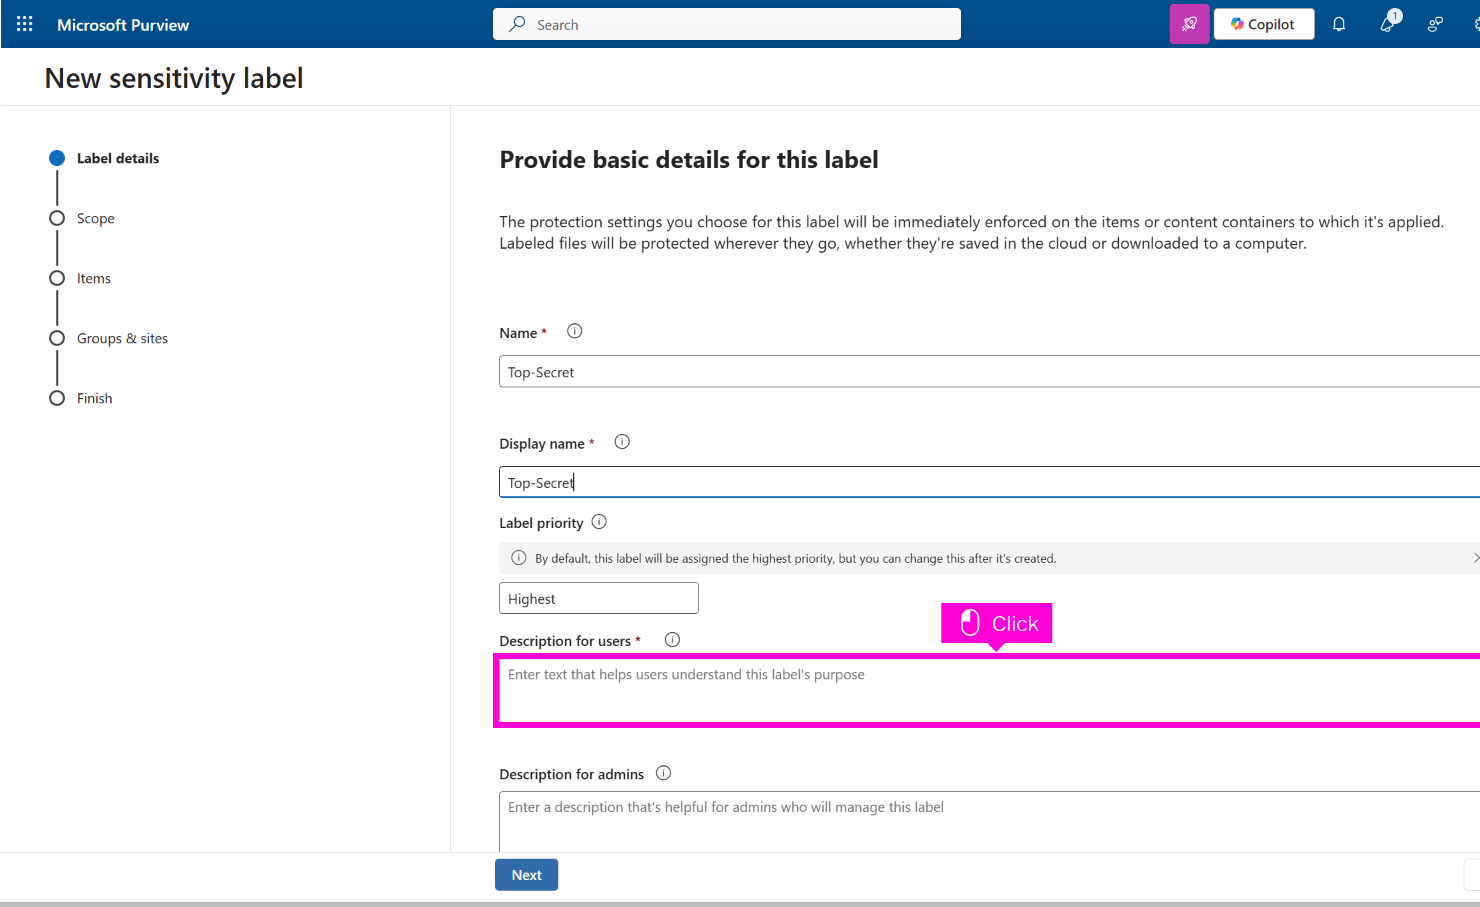 Microsoft Purview
Search
Copilot
1
New sensitivity label
Label details
Scope
Items
Groups & sites
Finish
Provide basic details for this label
The protection settings you choose for this label will be immediately enforced on the items or content containers to which it's applied.
Labeled files will be protected wherever they go, whether they're saved in the cloud or downloaded to a computer.
Name *
Top-Secret
Display name *
Top-Secret
Label priority
By default, this label will be assigned the highest priority, but you can change this after it's created.
Highest
Click
Description for users *
Enter text that helps users understand this label's purpose
Description for admins
Enter a description that's helpful for admins who will manage this label
Next